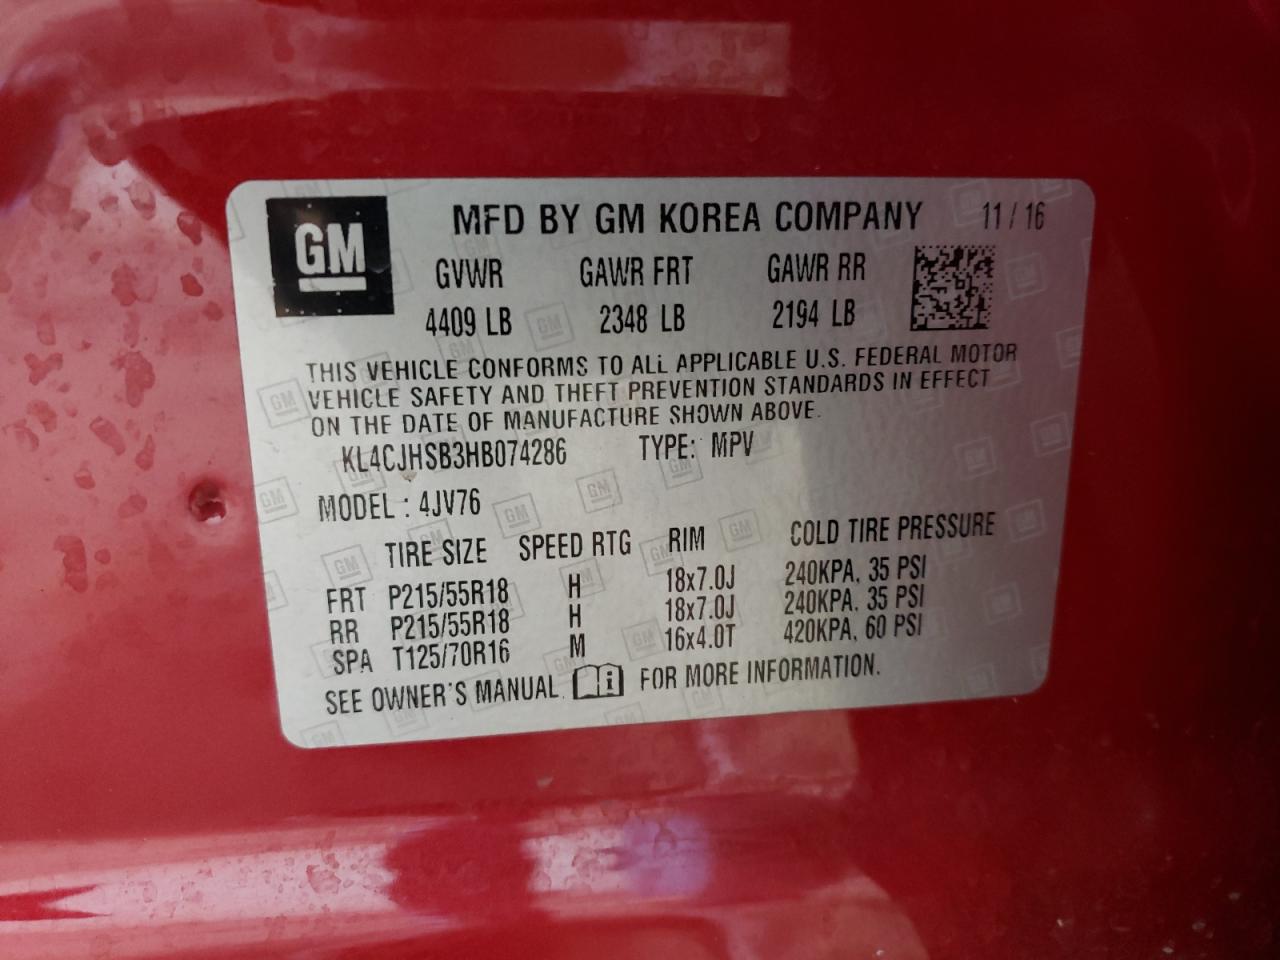 GM
MFD BY GM KOREA COMPANY 11 / 16
GVWR GAWR FRT GAWR RR
4409 LB 2348 LB 2194 LB
THIS VEHICLE CONFORMS TO ALL APPLICABLE U.S. FEDERAL MOTOR
VEHICLE SAFETY AND THEFT PREVENTION STANDARDS IN EFFECT
ON THE DATE OF MANUFACTURE SHOWN ABOVE.
KL4CJHSB3HB074286 TYPE: MPV
MODEL : 4JV76
TIRE SIZE SPEED RTG RIM COLD TIRE PRESSURE
FRT P215/55R18 H 18x7.0J 240KPA, 35 PSI
RR P215/55R18 H 18x7.0J 240KPA, 35 PSI
SPA T125/70R16 M 16x4.0T 420KPA, 60 PSI
SEE OWNER'S MANUAL i FOR MORE INFORMATION.